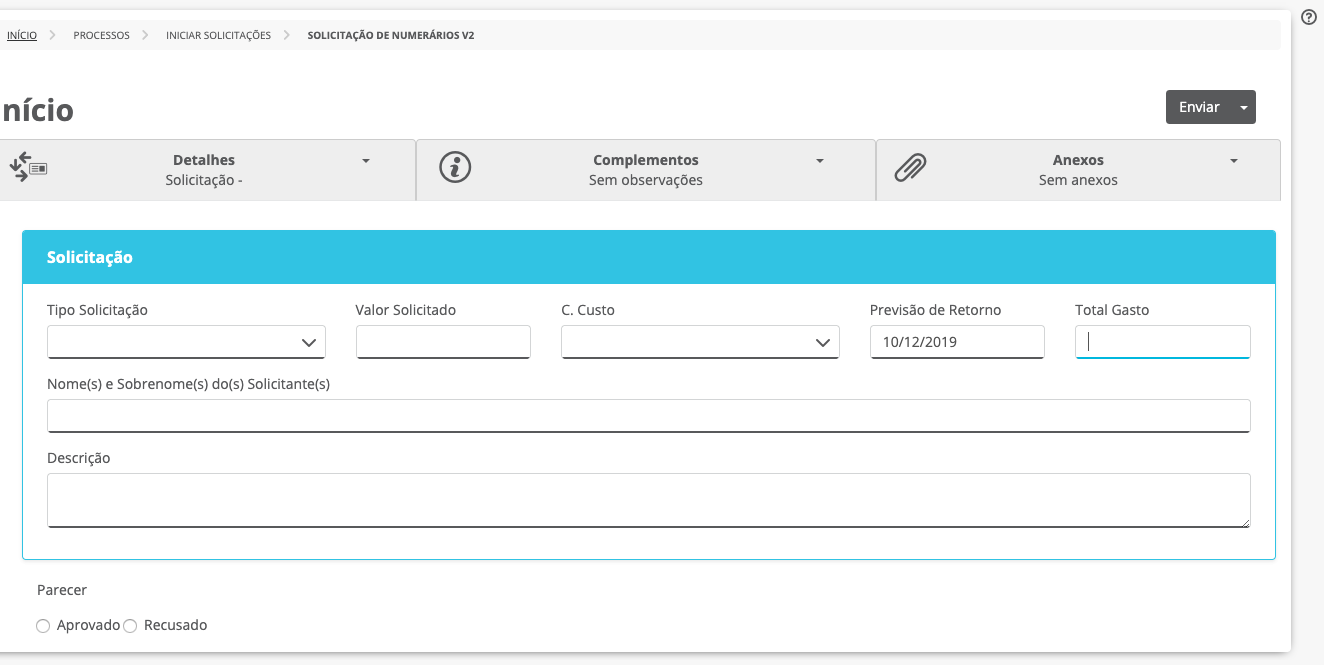 INÍCIO PROCESSOS INICIAR SOLICITAÇÕES SOLICITAÇÃO DE NUMERÁRIOS V2
nício
Enviar
Detalhes
Solicitação -
Complementos
Sem observações
Anexos
Sem anexos
Solicitação
Tipo Solicitação Valor Solicitado C. Custo Previsão de Retorno Total Gasto
10/12/2019
Nome(s) e Sobrenome(s) do(s) Solicitante(s)
Descrição
Parecer
Aprovado Recusado